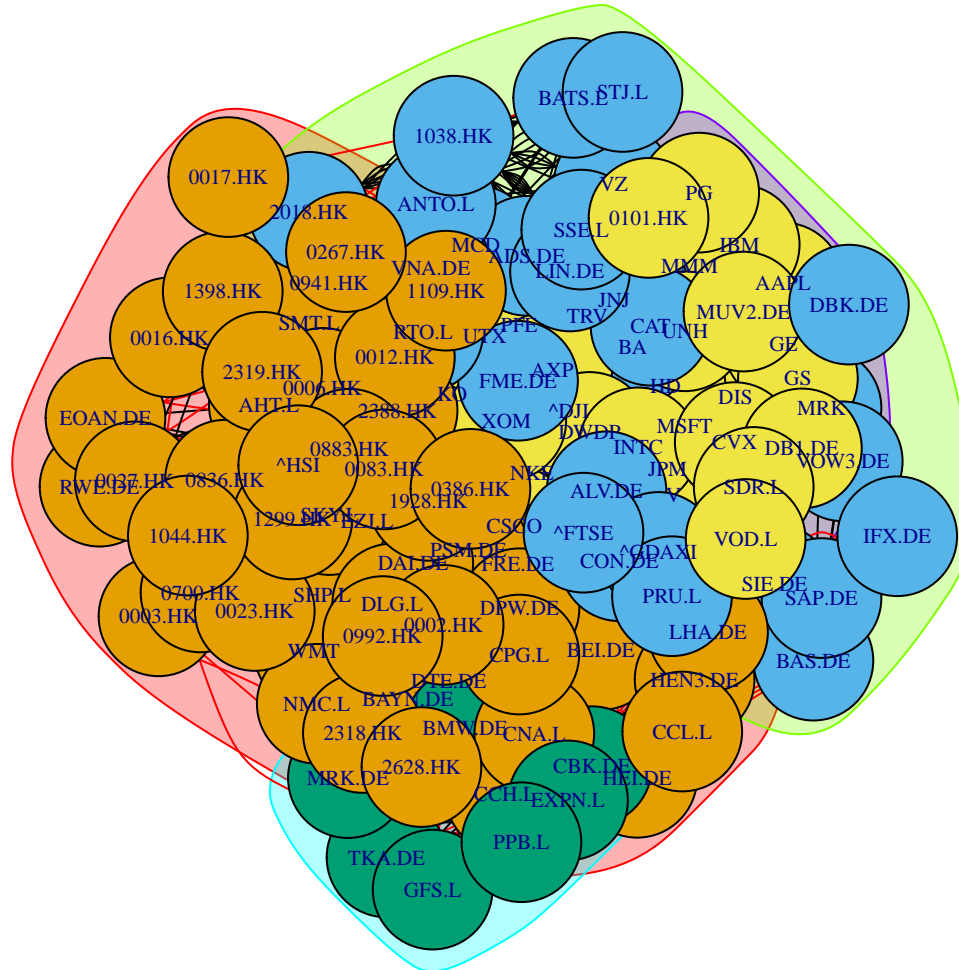 BATS.L
STJ.L
1038.HK
0017.HK
VZ
PG
2018.HK
ANTO.L
0101.HK
SSE.L
MCD
IBM
0267.HK
ADS.DE
VNA.DE
MMM
LIN.DE
0941.HK
AAPL
1398.HK
1109.HK
JNJ
DBK.DE
MUV2.DE
SMT.L
TRV
PFE
CAT
UNH
RTO.L
UTX
0016.HK
BA
GE
0012.HK
AXP
2319.HK
FME.DE
GS
0006.HK
HD
KO
DIS
AHT.L
MRK
2388.HK
^DJI
EOAN.DE
XOM
DWDP
MSFT
CVX
DB1.DE
0883.HK
INTC
VOW3.DE
^HSI
0083.HK
JPM
NKE
0027.HK
0836.HK
RWE.DE
0386.HK
ALV.DE
SDR.L
V
1928.HK
SKY.L
1299.HK
EZJ.L
CSCO
1044.HK
^FTSE
VOD.L
IFX.DE
PSM.DE
^GDAXI
DAI.DE
FRE.DE
CON.DE
SIE.DE
0700.HK
SHP.L
PRU.L
SAP.DE
DLG.L
DPW.DE
0003.HK
0023.HK
0002.HK
LHA.DE
0992.HK
WMT
CPG.L
BEI.DE
BAS.DE
DTE.DE
HEN3.DE
BAYN.DE
NMC.L
BMW.DE
2318.HK
CNA.L
CCL.L
2628.HK
CBK.DE
MRK.DE
HEI.DE
CCH.L
EXPN.L
PPB.L
TKA.DE
GFS.L